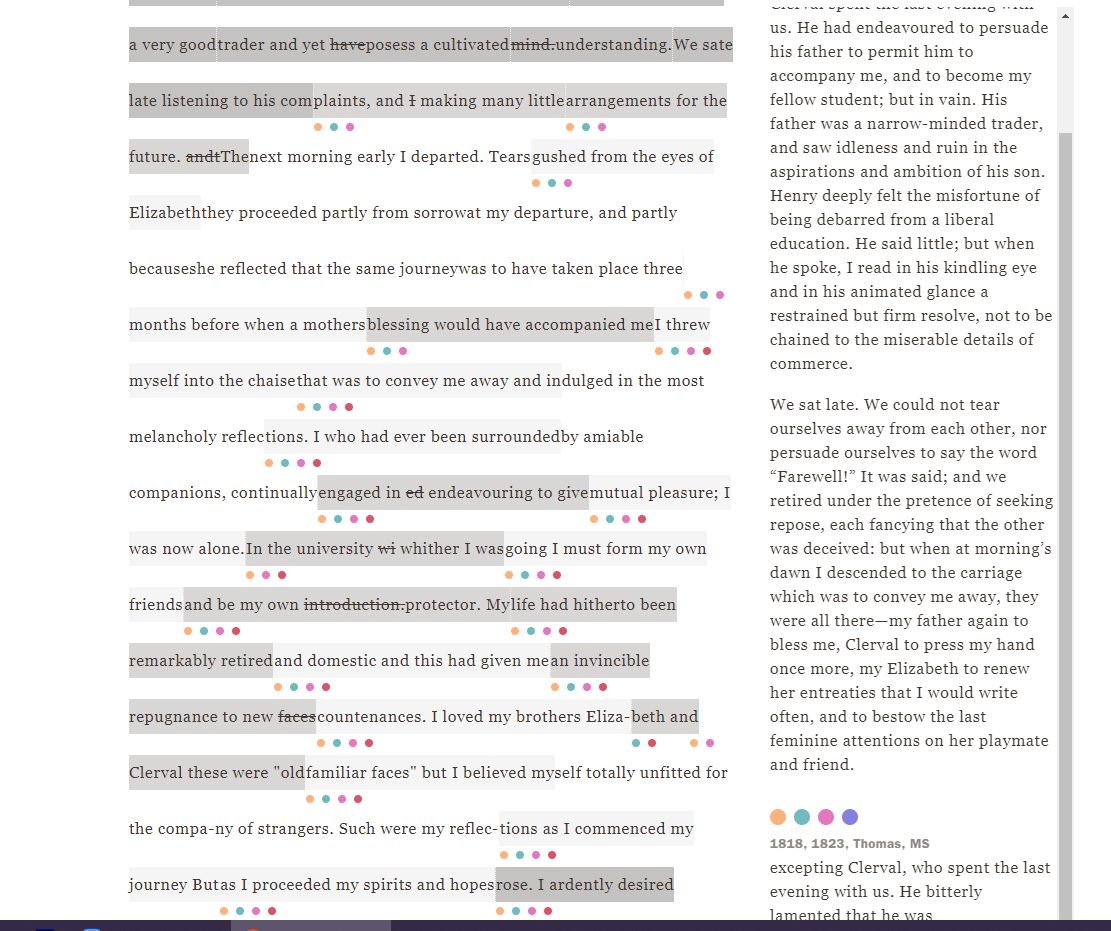 a very goodtrader and yet haveposess a cultivatedmind.understanding.We sate
late listening to his complaints, and I making many littlearrangements for the
future. andtThenext morning early I departed. Tearsgushed from the eyes of
Elizabeththey proceeded partly from sorrowat my departure, and partly
becauseshe reflected that the same journeywas to have taken place three
months before when a mothersblessing would have accompanied meI threw
myself into the chaisethat was to convey me away and indulged in the most
melancholy reflections. I who had ever been surroundedby amiable
companions, continuallyengaged in ed endeavouring to givemutual pleasure; I
was now alone.In the university wi whither I wasgoing I must form my own
friendsand be my own introduction.protector. Mylife had hitherto been
remarkably retiredand domestic and this had given mean invincible
repugnance to new facescountenances. I loved my brothers Eliza-beth and
Clerval these were "oldfamiliar faces" but I believed myself totally unfitted for
the compa-ny of strangers. Such were my reflec-tions as I commenced my
journey Butas I proceeded my spirits and hopesrose. I ardently desired
Clerval spent the last evening with
us. He had endeavoured to persuade
his father to permit him to
accompany me, and to become my
fellow student; but in vain. His
father was a narrow-minded trader,
and saw idleness and ruin in the
aspirations and ambition of his son.
Henry deeply felt the misfortune of
being debarred from a liberal
education. He said little; but when
he spoke, I read in his kindling eye
and in his animated glance a
restrained but firm resolve, not to be
chained to the miserable details of
commerce.
We sat late. We could not tear
ourselves away from each other, nor
persuade ourselves to say the word
“Farewell!” It was said; and we
retired under the pretence of seeking
repose, each fancying that the other
was deceived: but when at morning’s
dawn I descended to the carriage
which was to convey me away, they
were all there—my father again to
bless me, Clerval to press my hand
once more, my Elizabeth to renew
her entreaties that I would write
often, and to bestow the last
feminine attentions on her playmate
and friend.
1818, 1823, Thomas, MS
excepting Clerval, who spent the last
evening with us. He bitterly
lamented that he was